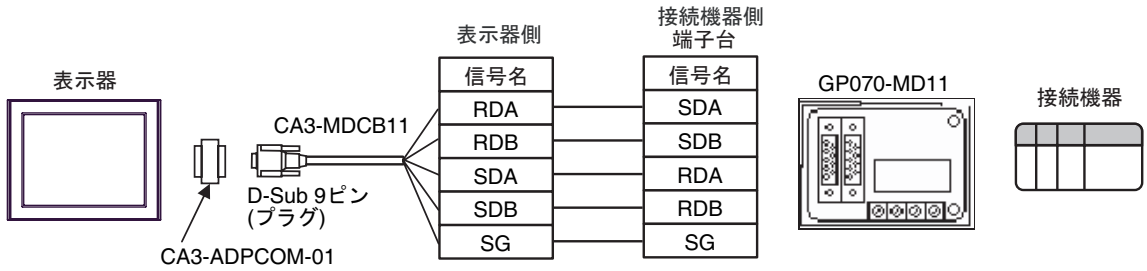 表示器
CA3-ADPCOM-01
CA3-MDCB11
D-Sub 9ピン
(プラグ)
表示器側
信号名
RDA
RDB
SDA
SDB
SG
接続機器側
端子台
信号名
SDA
SDB
RDA
RDB
SG
GP070-MD11
接続機器